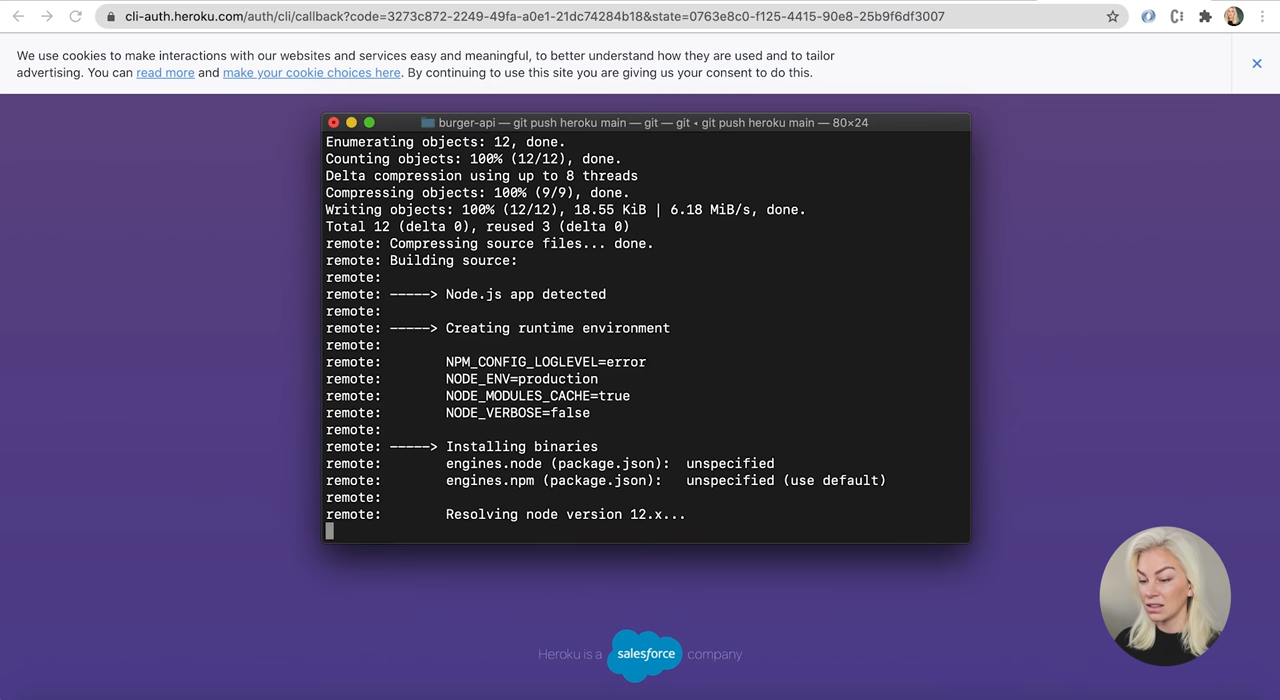 cli-auth.heroku.com/auth/cli/callback?code=3273c872-2249-49fa-a0e1-21dc74284b18&state=0763e8c0-f125-4415-90e8-25b9f6df3007
We use cookies to make interactions with our websites and services easy and meaningful, to better understand how they are used and to tailor
advertising. You can read more and make your cookie choices here. By continuing to use this site you are giving us your consent to do this.
burger-api — git push heroku main — git — git ◂ git push heroku main — 80×24
Enumerating objects: 12, done.
Counting objects: 100% (12/12), done.
Delta compression using up to 8 threads
Compressing objects: 100% (9/9), done.
Writing objects: 100% (12/12), 18.55 KiB | 6.18 MiB/s, done.
Total 12 (delta 0), reused 3 (delta 0)
remote: Compressing source files... done.
remote: Building source:
remote:
remote: -----> Node.js app detected
remote:
remote: -----> Creating runtime environment
remote:
remote:        NPM_CONFIG_LOGLEVEL=error
remote:        NODE_ENV=production
remote:        NODE_MODULES_CACHE=true
remote:        NODE_VERBOSE=false
remote:
remote: -----> Installing binaries
remote:        engines.node (package.json):  unspecified
remote:        engines.npm (package.json):   unspecified (use default)
remote:
remote:        Resolving node version 12.x...
Heroku is a salesforce company